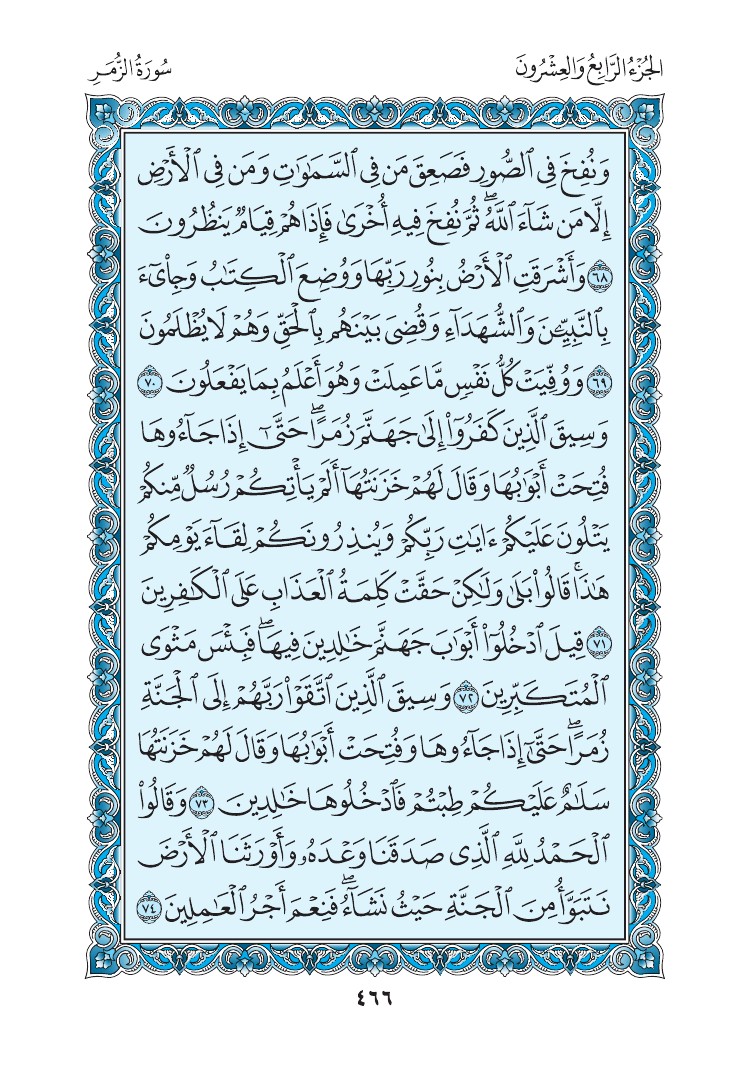 الجُزْءُ الرَّابِعُ وَالعِشْرُونَ
سُورَةُ الزُّمَرِ
وَنُفِخَ فِي ٱلصُّورِ فَصَعِقَ مَن فِي ٱلسَّمَٰوَٰتِ وَمَن فِي ٱلۡأَرۡضِ
إِلَّا مَن شَآءَ ٱللَّهُۖ ثُمَّ نُفِخَ فِيهِ أُخۡرَىٰ فَإِذَا هُمۡ قِيَامٞ يَنظُرُونَ
٦٨ وَأَشۡرَقَتِ ٱلۡأَرۡضُ بِنُورِ رَبِّهَا وَوُضِعَ ٱلۡكِتَٰبُ وَجِاْيٓءَ
بِٱلنَّبِيِّـۧنَ وَٱلشُّهَدَآءِ وَقُضِيَ بَيۡنَهُم بِٱلۡحَقِّ وَهُمۡ لَا يُظۡلَمُونَ
٦٩ وَوُفِّيَتۡ كُلُّ نَفۡسٖ مَّا عَمِلَتۡ وَهُوَ أَعۡلَمُ بِمَا يَفۡعَلُونَ ٧٠
وَسِيقَ ٱلَّذِينَ كَفَرُوٓاْ إِلَىٰ جَهَنَّمَ زُمَرًاۖ حَتَّىٰٓ إِذَا جَآءُوهَا
فُتِحَتۡ أَبۡوَٰبُهَا وَقَالَ لَهُمۡ خَزَنَتُهَآ أَلَمۡ يَأۡتِكُمۡ رُسُلٞ مِّنكُمۡ
يَتۡلُونَ عَلَيۡكُمۡ ءَايَٰتِ رَبِّكُمۡ وَيُنذِرُونَكُمۡ لِقَآءَ يَوۡمِكُمۡ
هَٰذَاۚ قَالُواْ بَلَىٰ وَلَٰكِنۡ حَقَّتۡ كَلِمَةُ ٱلۡعَذَابِ عَلَى ٱلۡكَٰفِرِينَ
٧١ قِيلَ ٱدۡخُلُوٓاْ أَبۡوَٰبَ جَهَنَّمَ خَٰلِدِينَ فِيهَاۖ فَبِئۡسَ مَثۡوَى
ٱلۡمُتَكَبِّرِينَ ٧٢ وَسِيقَ ٱلَّذِينَ ٱتَّقَوۡاْ رَبَّهُمۡ إِلَى ٱلۡجَنَّةِ
زُمَرًاۖ حَتَّىٰٓ إِذَا جَآءُوهَا وَفُتِحَتۡ أَبۡوَٰبُهَا وَقَالَ لَهُمۡ خَزَنَتُهَا
سَلَٰمٌ عَلَيۡكُمۡ طِبۡتُمۡ فَٱدۡخُلُوهَا خَٰلِدِينَ ٧٣ وَقَالُواْ
ٱلۡحَمۡدُ لِلَّهِ ٱلَّذِي صَدَقَنَا وَعۡدَهُۥ وَأَوۡرَثَنَا ٱلۡأَرۡضَ
نَتَبَوَّأُ مِنَ ٱلۡجَنَّةِ حَيۡثُ نَشَآءُۖ فَنِعۡمَ أَجۡرُ ٱلۡعَٰمِلِينَ ٧٤
٤٦٦